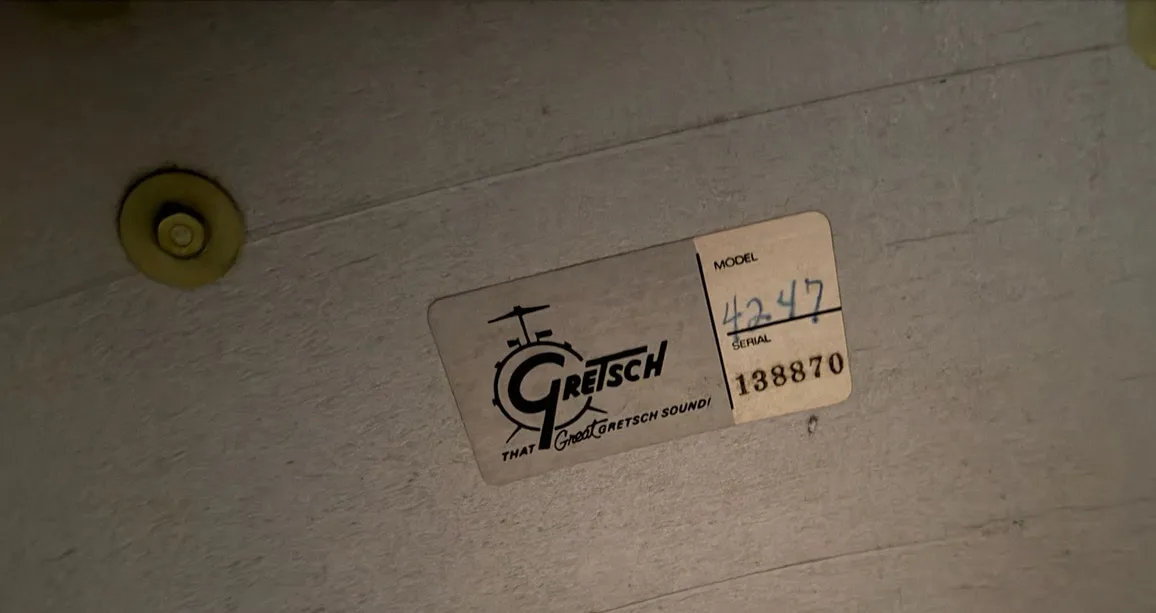 GRETSCH
THAT Great GRETSCH SOUND!
MODEL
4247
SERIAL
138870